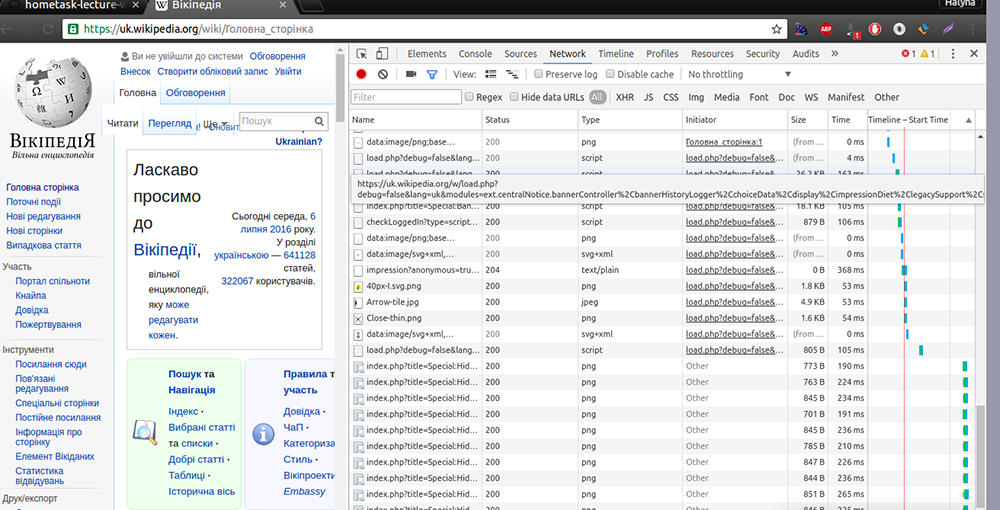 hometask-lecture-
Вікіпедія
Halyna
https://uk.wikipedia.org/wiki/Головна_сторінка
ВІКІПЕДІЯ
Вільна енциклопедія
Головна сторінка
Поточні події
Нові редагування
Нові сторінки
Випадкова стаття
Участь
Портал спільноти
Кнайпа
Довідка
Пожертвування
Інструменти
Посилання сюди
Пов'язані
редагування
Спеціальні сторінки
Постійне посилання
Інформація про
сторінку
Елемент Вікіданих
Статистика
відвідувань
Друк/експорт
Ви не увійшли до системи Обговорення
Внесок Створити обліковий запис Увійти
Головна Обговорення
Читати Перегляд Ще Пошук
Ukrainian?
Ласкаво
просимо
до
Вікіпедії,
вільної
енциклопедії,
яку може
редагувати
кожен.
Сьогодні середа, 6
липня 2016 року.
У розділі
українською — 641128
статей,
322067 користувачів.
Пошук та
Навігація
Індекс ·
Вибрані статті
та списки ·
Добрі статті ·
Таблиці ·
Історична вісь
Правила та
участь
Довідка ·
ЧаП ·
Категориза
Стиль ·
Вікіпроекти
Embassy
Elements Console Sources Network Timeline Profiles Resources Security Audits » 1 1
View: Preserve log Disable cache No throttling
Filter Regex Hide data URLs All XHR JS CSS Img Media Font Doc WS Manifest Other
Name Status Type Initiator Size Time Timeline – Start Time
data:image/png;base... 200 png Головна_сторінка:1 (from ... 0 ms
load.php?debug=false&lang... 200 script load.php?debug=false&... (from ... 4 ms
load.php?debug=false&lang... 200 script load.php?debug=false&... 26.2 KB 163 ms
https://uk.wikipedia.org/w/load.php?
debug=false&lang=uk&modules=ext.centralNotice.bannerController%2CbannerHistoryLogger%2CchoiceData%2Cdisplay%2CimpressionDiet%2ClegacySupport%2C
index.php?title=Special:Ban... 200 script load.php?debug=false&... 18.1 KB 105 ms
checkLoggedIn?type=script... 200 script load.php?debug=false&... 879 B 106 ms
data:image/png;base... 200 png load.php?debug=false&... (from ... 0 ms
data:image/svg+xml,... 200 svg+xml load.php?debug=false&... (from ... 0 ms
impression?anonymous=tru... 204 text/plain load.php?debug=false&... 0 B 368 ms
40px-I.svg.png 200 png load.php?debug=false&... 1.8 KB 53 ms
Arrow-tile.jpg 200 jpeg load.php?debug=false&... 4.9 KB 53 ms
Close-thin.png 200 png load.php?debug=false&... 1.6 KB 54 ms
data:image/svg+xml,... 200 svg+xml load.php?debug=false&... (from ... 0 ms
load.php?debug=false&lang... 200 script load.php?debug=false&... 805 B 105 ms
index.php?title=Special:Hid... 200 png Other 773 B 190 ms
index.php?title=Special:Hid... 200 png Other 763 B 224 ms
index.php?title=Special:Hid... 200 png Other 845 B 234 ms
index.php?title=Special:Hid... 200 png Other 701 B 191 ms
index.php?title=Special:Hid... 200 png Other 845 B 236 ms
index.php?title=Special:Hid... 200 png Other 785 B 210 ms
index.php?title=Special:Hid... 200 png Other 847 B 226 ms
index.php?title=Special:Hid... 200 png Other 844 B 236 ms
index.php?title=Special:Hid... 200 png Other 851 B 265 ms
index.php?title=Special:Hid... 200 png Other 846 B 225 ms